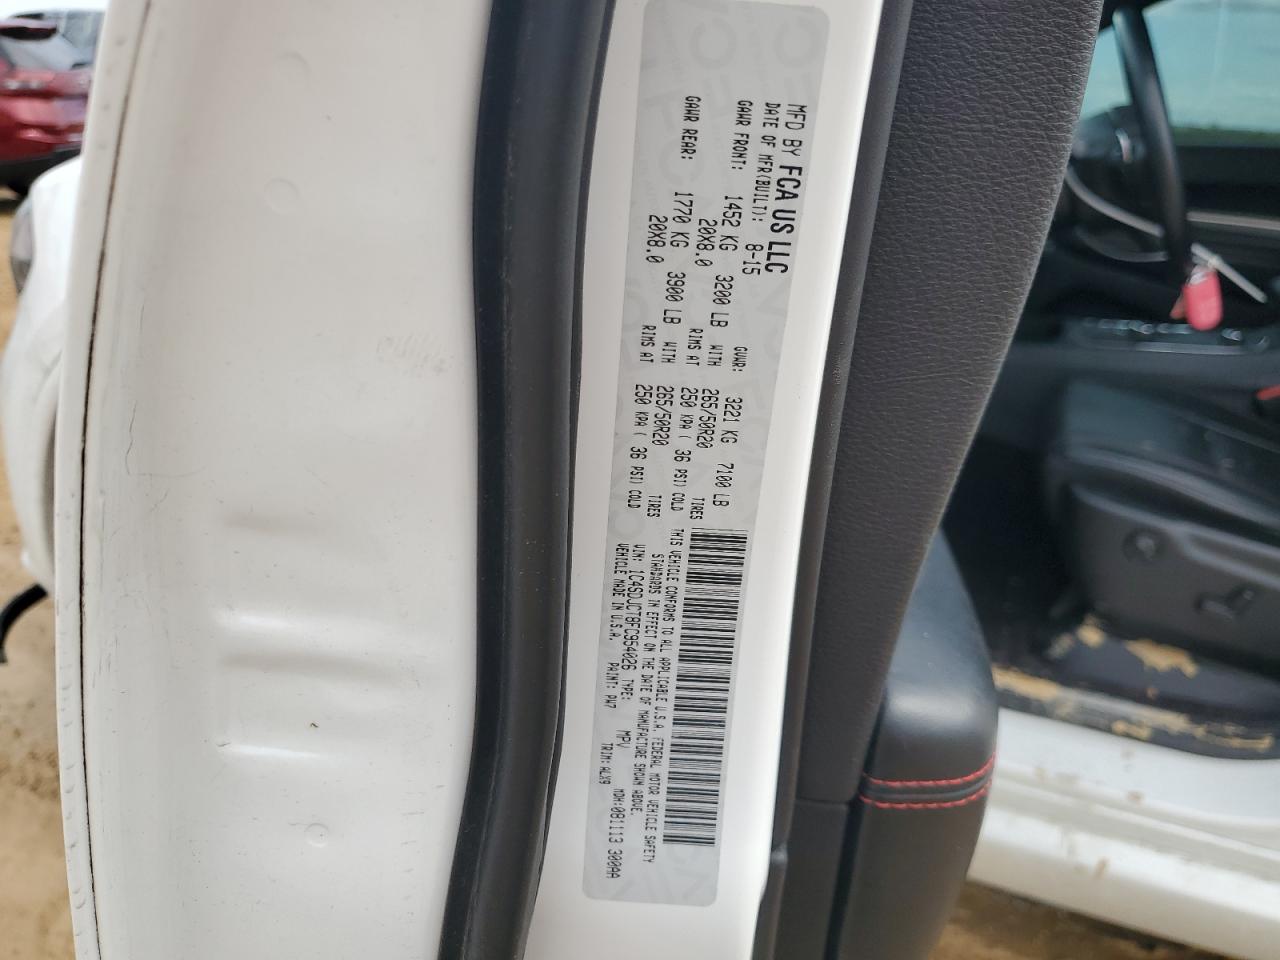 MFD BY FCA US LLC
DATE OF MFR(BUILT): 8-15 GVWR: 3221 KG 7100 LB
GAWR FRONT: 1452 KG 3200 LB WITH 265/50R20 TIRES
20X8.0 RIMS AT 250 KPA ( 36 PSI) COLD
GAWR REAR: 1770 KG 3900 LB WITH 265/50R20 TIRES
20X8.0 RIMS AT 250 KPA ( 36 PSI) COLD
THIS VEHICLE CONFORMS TO ALL APPLICABLE U.S.A. FEDERAL MOTOR VEHICLE SAFETY
STANDARDS IN EFFECT ON THE DATE OF MANUFACTURE SHOWN ABOVE.
VIN: 1C4SDJCT8FC954026 TYPE: MPV MDH:081113 300AA
VEHICLE MADE IN U.S.A. PAINT: PW7 TRIM:ALX9